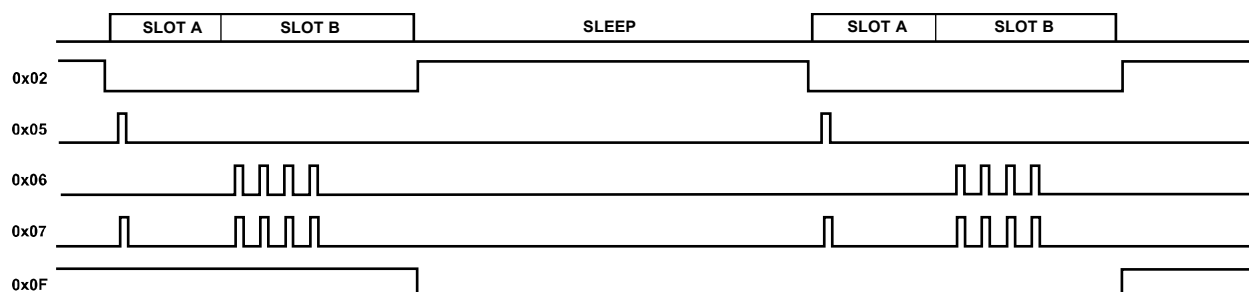 SLOT A SLOT B SLEEP SLOT A SLOT B
0x02
0x05
0x06
0x07
0x0F